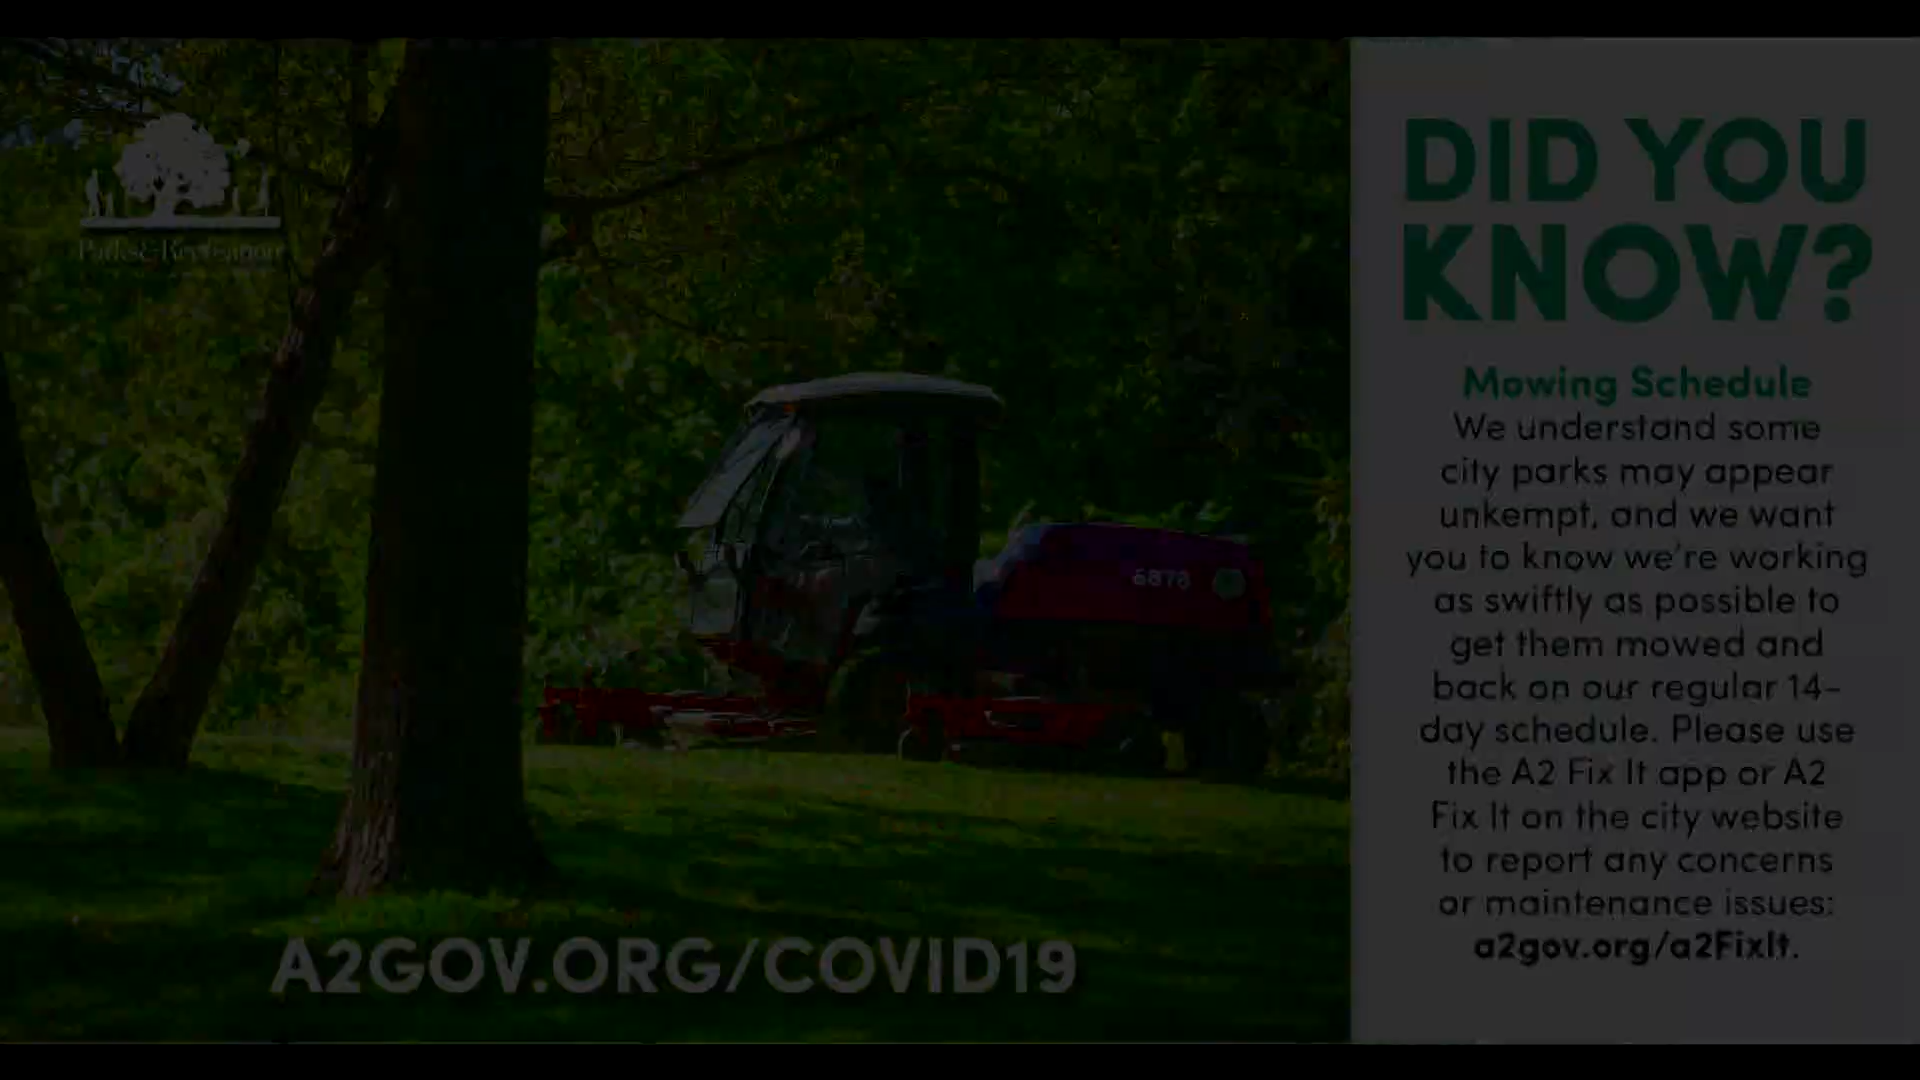 Parks & Recreation
6878
A2GOV.ORG/COVID19
DID YOU
KNOW?
Mowing Schedule
We understand some
city parks may appear
unkempt, and we want
you to know we're working
as swiftly as possible to
get them mowed and
back on our regular 14-
day schedule. Please use
the A2 Fix It app or A2
Fix It on the city website
to report any concerns
or maintenance issues:
a2gov.org/a2FixIt.